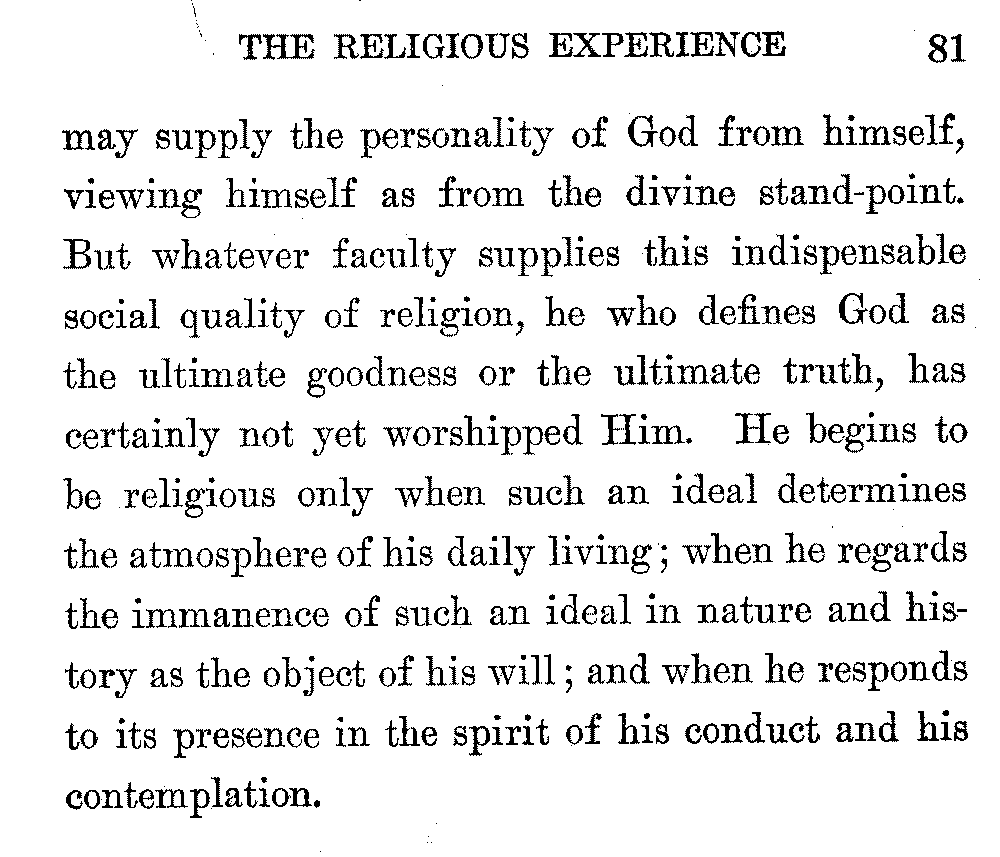 THE RELIGIOUS EXPERIENCE 81
may supply the personality of God from himself,
viewing himself as from the divine stand-point.
But whatever faculty supplies this indispensable
social quality of religion, he who defines God as
the ultimate goodness or the ultimate truth, has
certainly not yet worshipped Him. He begins to
be religious only when such an ideal determines
the atmosphere of his daily living; when he regards
the immanence of such an ideal in nature and his-
tory as the object of his will; and when he responds
to its presence in the spirit of his conduct and his
contemplation.